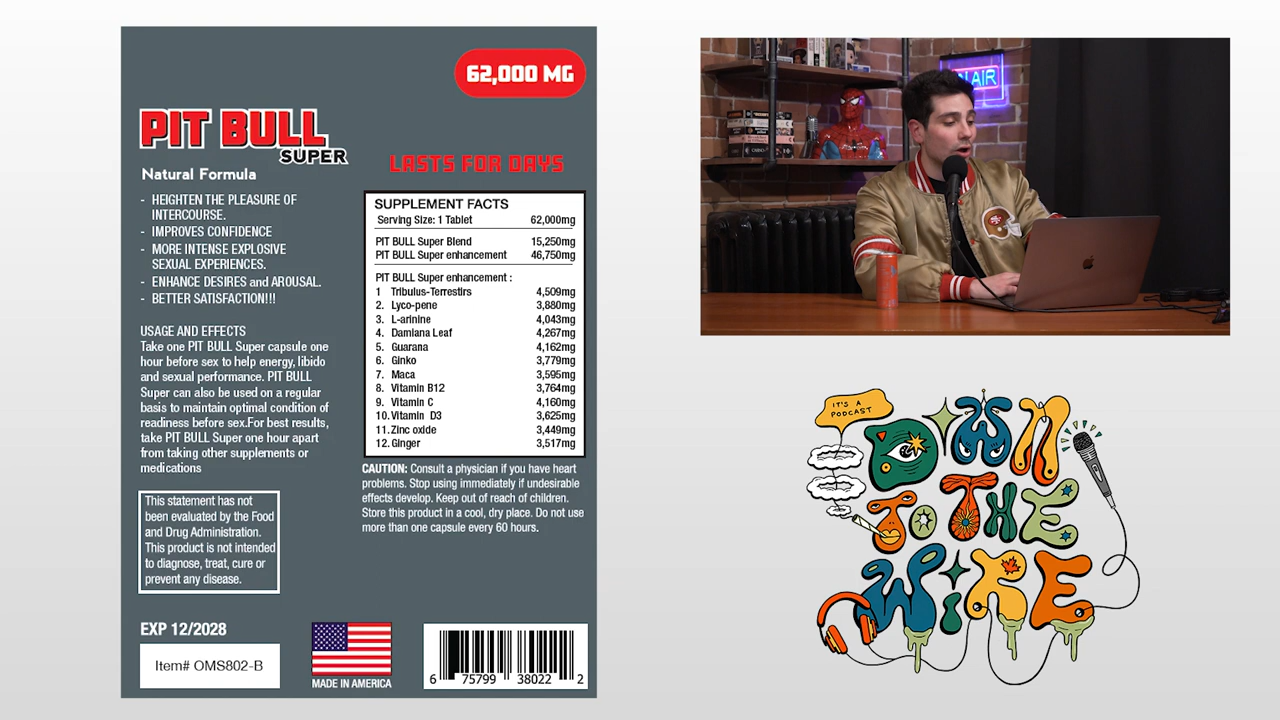 62,000 MG
PIT BULL
SUPER
Natural Formula
LASTS FOR DAYS
- HEIGHTEN THE PLEASURE OF
INTERCOURSE.
- IMPROVES CONFIDENCE
- MORE INTENSE EXPLOSIVE
SEXUAL EXPERIENCES.
- ENHANCE DESIRES and AROUSAL.
- BETTER SATISFACTION!!!
USAGE AND EFFECTS
Take one PIT BULL Super capsule one
hour before sex to help energy, libido
and sexual performance. PIT BULL
Super can also be used on a regular
basis to maintain optimal condition of
readiness before sex.For best results,
take PIT BULL Super one hour apart
from taking other supplements or
medications
This statement has not
been evaluated by the Food
and Drug Administration.
This product is not intended
to diagnose, treat, cure or
prevent any disease.
EXP 12/2028
Item# OMS802-B
SUPPLEMENT FACTS
Serving Size: 1 Tablet 62,000mg
PIT BULL Super Blend 15,250mg
PIT BULL Super enhancement 46,750mg
PIT BULL Super enhancement :
1 Tribulus-Terrestirs 4,509mg
2. Lyco-pene 3,880mg
3. L-arinine 4,043mg
4. Damiana Leaf 4,267mg
5. Guarana 4,162mg
6. Ginko 3,779mg
7. Maca 3,595mg
8. Vitamin B12 3,764mg
9. Vitamin C 4,160mg
10. Vitamin D3 3,625mg
11. Zinc oxide 3,449mg
12. Ginger 3,517mg
CAUTION: Consult a physician if you have heart
problems. Stop using immediately if undesirable
effects develop. Keep out of reach of children.
Store this product in a cool, dry place. Do not use
more than one capsule every 60 hours.
MADE IN AMERICA
6 75799 38022 2
ON AIR
IT'S A
PODCAST
DOWN
TO THE
WIRE